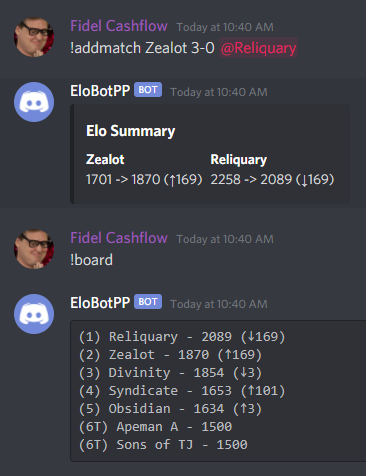 Fidel Cashflow Today at 10:40 AM
!addmatch Zealot 3-0 @Reliquary
EloBotPP BOT Today at 10:40 AM
Elo Summary
Zealot Reliquary
1701 -> 1870 (↑169) 2258 -> 2089 (↓169)
Fidel Cashflow Today at 10:40 AM
!board
EloBotPP BOT Today at 10:40 AM
(1) Reliquary - 2089 (↓169)
(2) Zealot - 1870 (↑169)
(3) Divinity - 1854 (↓3)
(4) Syndicate - 1653 (↑101)
(5) Obsidian - 1634 (↑3)
(6T) Apeman A - 1500
(6T) Sons of TJ - 1500